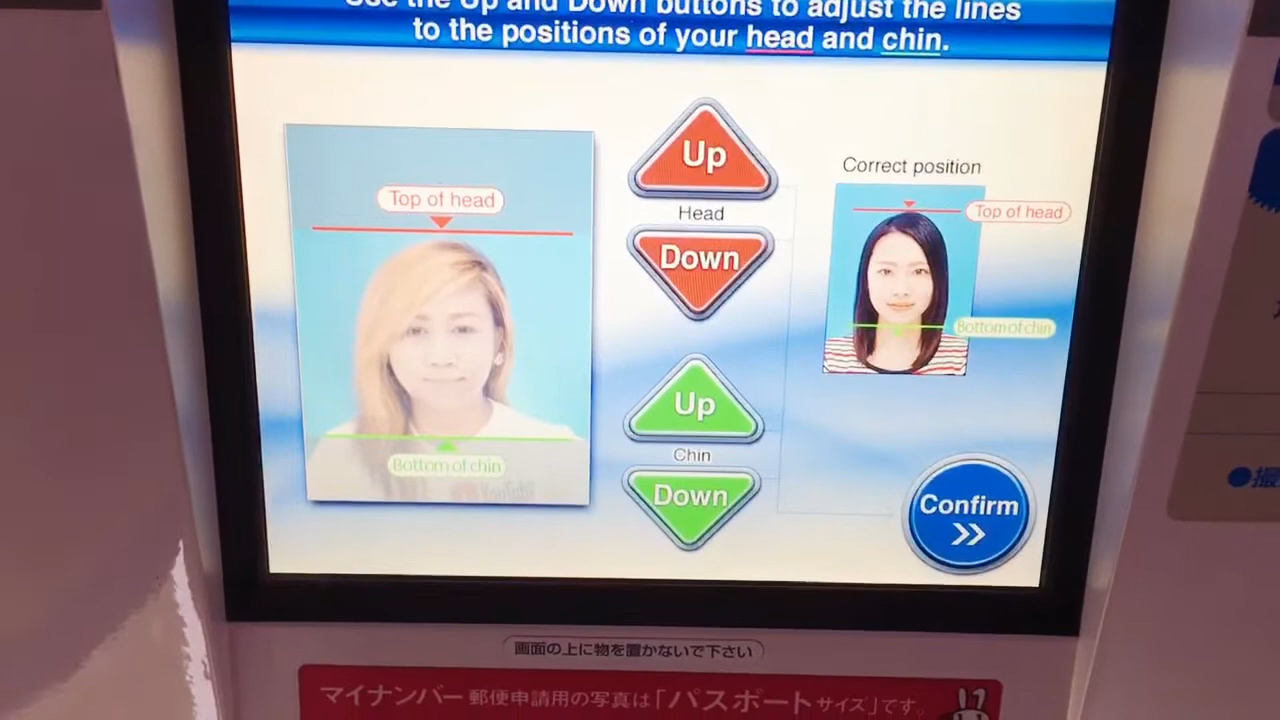 Use the Up and Down buttons to adjust the lines
to the positions of your head and chin.
Top of head
Bottom of chin
Up
Head
Down
Up
Chin
Down
Correct position
Top of head
Bottom of chin
Confirm
画面の上に物を置かないで下さい
マイナンバー 郵便申請用の写真は「パスポートサイズ」です。
●撮